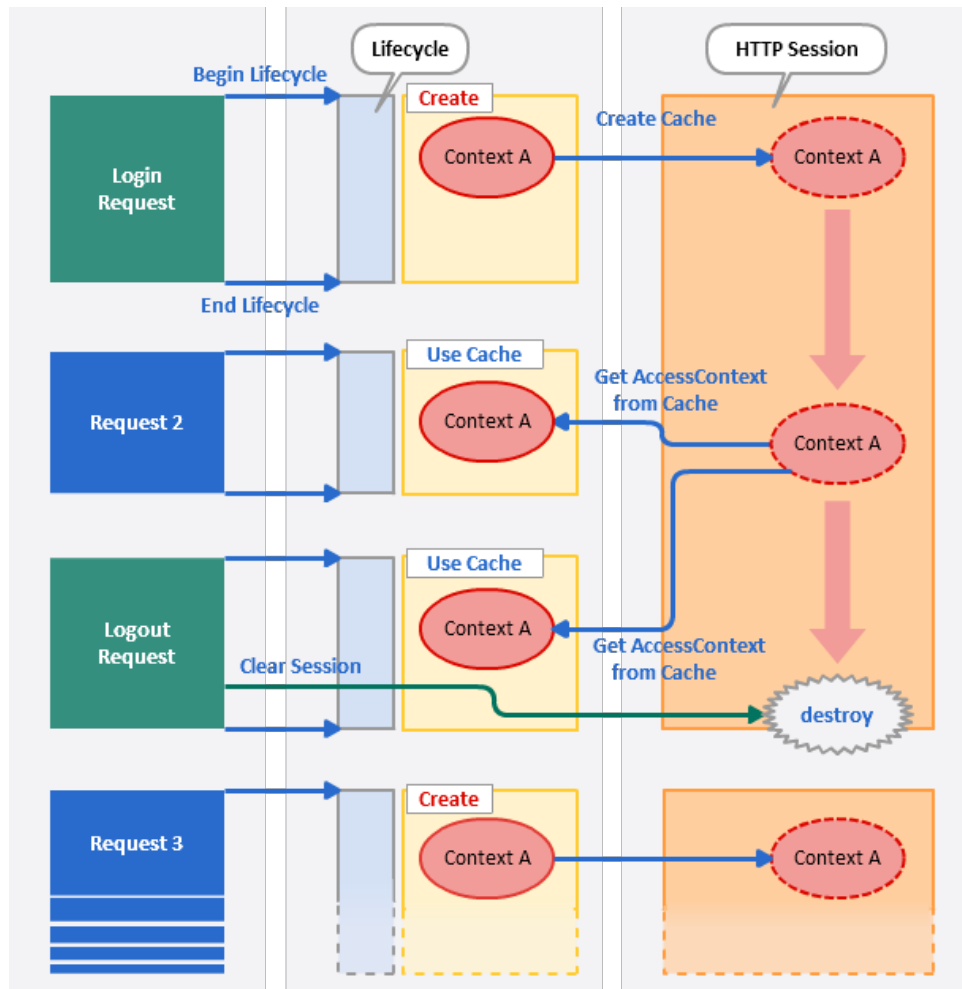 Lifecycle
HTTP Session
Begin Lifecycle
Create
Create Cache
Login
Request
Context A
Context A
End Lifecycle
Use Cache
Get AccessContext
from Cache
Request 2
Context A
Context A
Use Cache
Logout
Request
Context A
Get AccessContext
from Cache
Clear Session
destroy
Create
Request 3
Context A
Context A